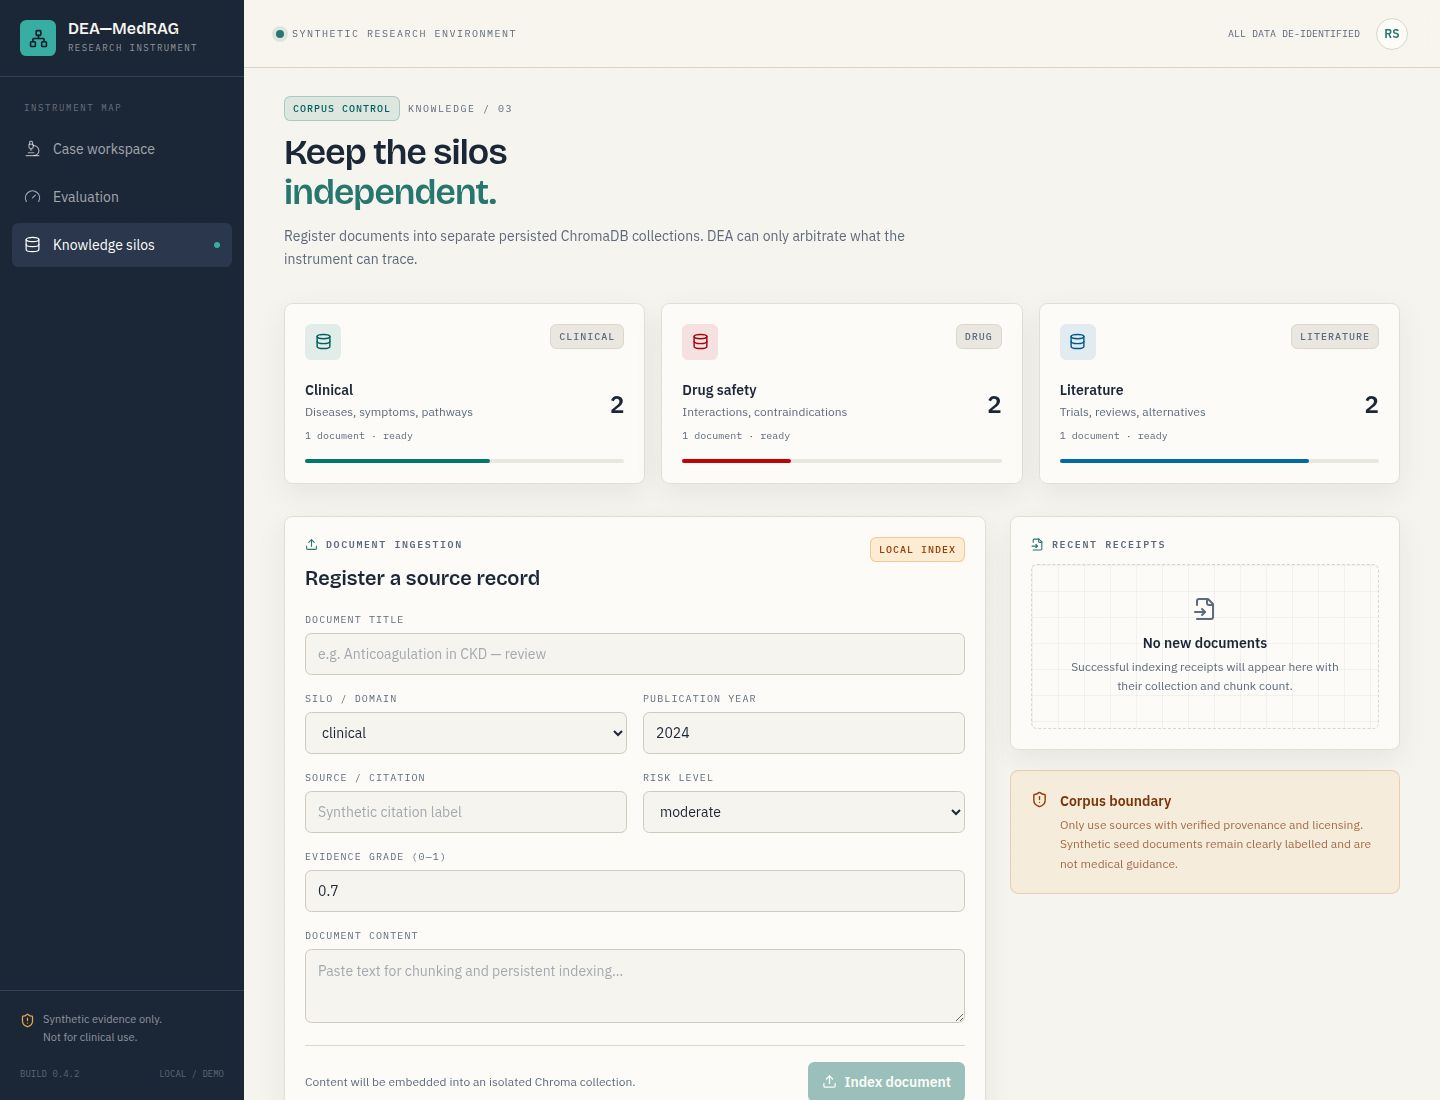 DEA—MedRAG
RESEARCH INSTRUMENT
INSTRUMENT MAP
Case workspace
Evaluation
Knowledge silos
Synthetic evidence only.
Not for clinical use.
BUILD 0.4.2
LOCAL / DEMO
SYNTHETIC RESEARCH ENVIRONMENT
ALL DATA DE-IDENTIFIED
RS
CORPUS CONTROL
KNOWLEDGE / 03
Keep the silos
independent.
Register documents into separate persisted ChromaDB collections. DEA can only arbitrate what the
instrument can trace.
CLINICAL
Clinical
Diseases, symptoms, pathways
2
1 document · ready
DRUG
Drug safety
Interactions, contraindications
2
1 document · ready
LITERATURE
Literature
Trials, reviews, alternatives
2
1 document · ready
DOCUMENT INGESTION
LOCAL INDEX
Register a source record
DOCUMENT TITLE
e.g. Anticoagulation in CKD — review
SILO / DOMAIN
PUBLICATION YEAR
clinical
2024
SOURCE / CITATION
RISK LEVEL
Synthetic citation label
moderate
EVIDENCE GRADE (0–1)
0.7
DOCUMENT CONTENT
Paste text for chunking and persistent indexing...
Content will be embedded into an isolated Chroma collection.
Index document
RECENT RECEIPTS
No new documents
Successful indexing receipts will appear here with
their collection and chunk count.
Corpus boundary
Only use sources with verified provenance and licensing.
Synthetic seed documents remain clearly labelled and are
not medical guidance.